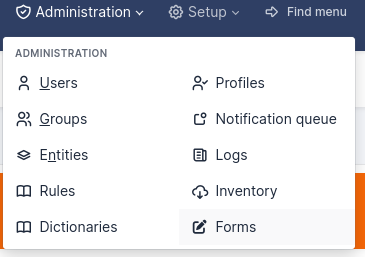 Administration Setup Find menu
ADMINISTRATION
Users Profiles
Groups Notification queue
Entities Logs
Rules Inventory
Dictionaries Forms